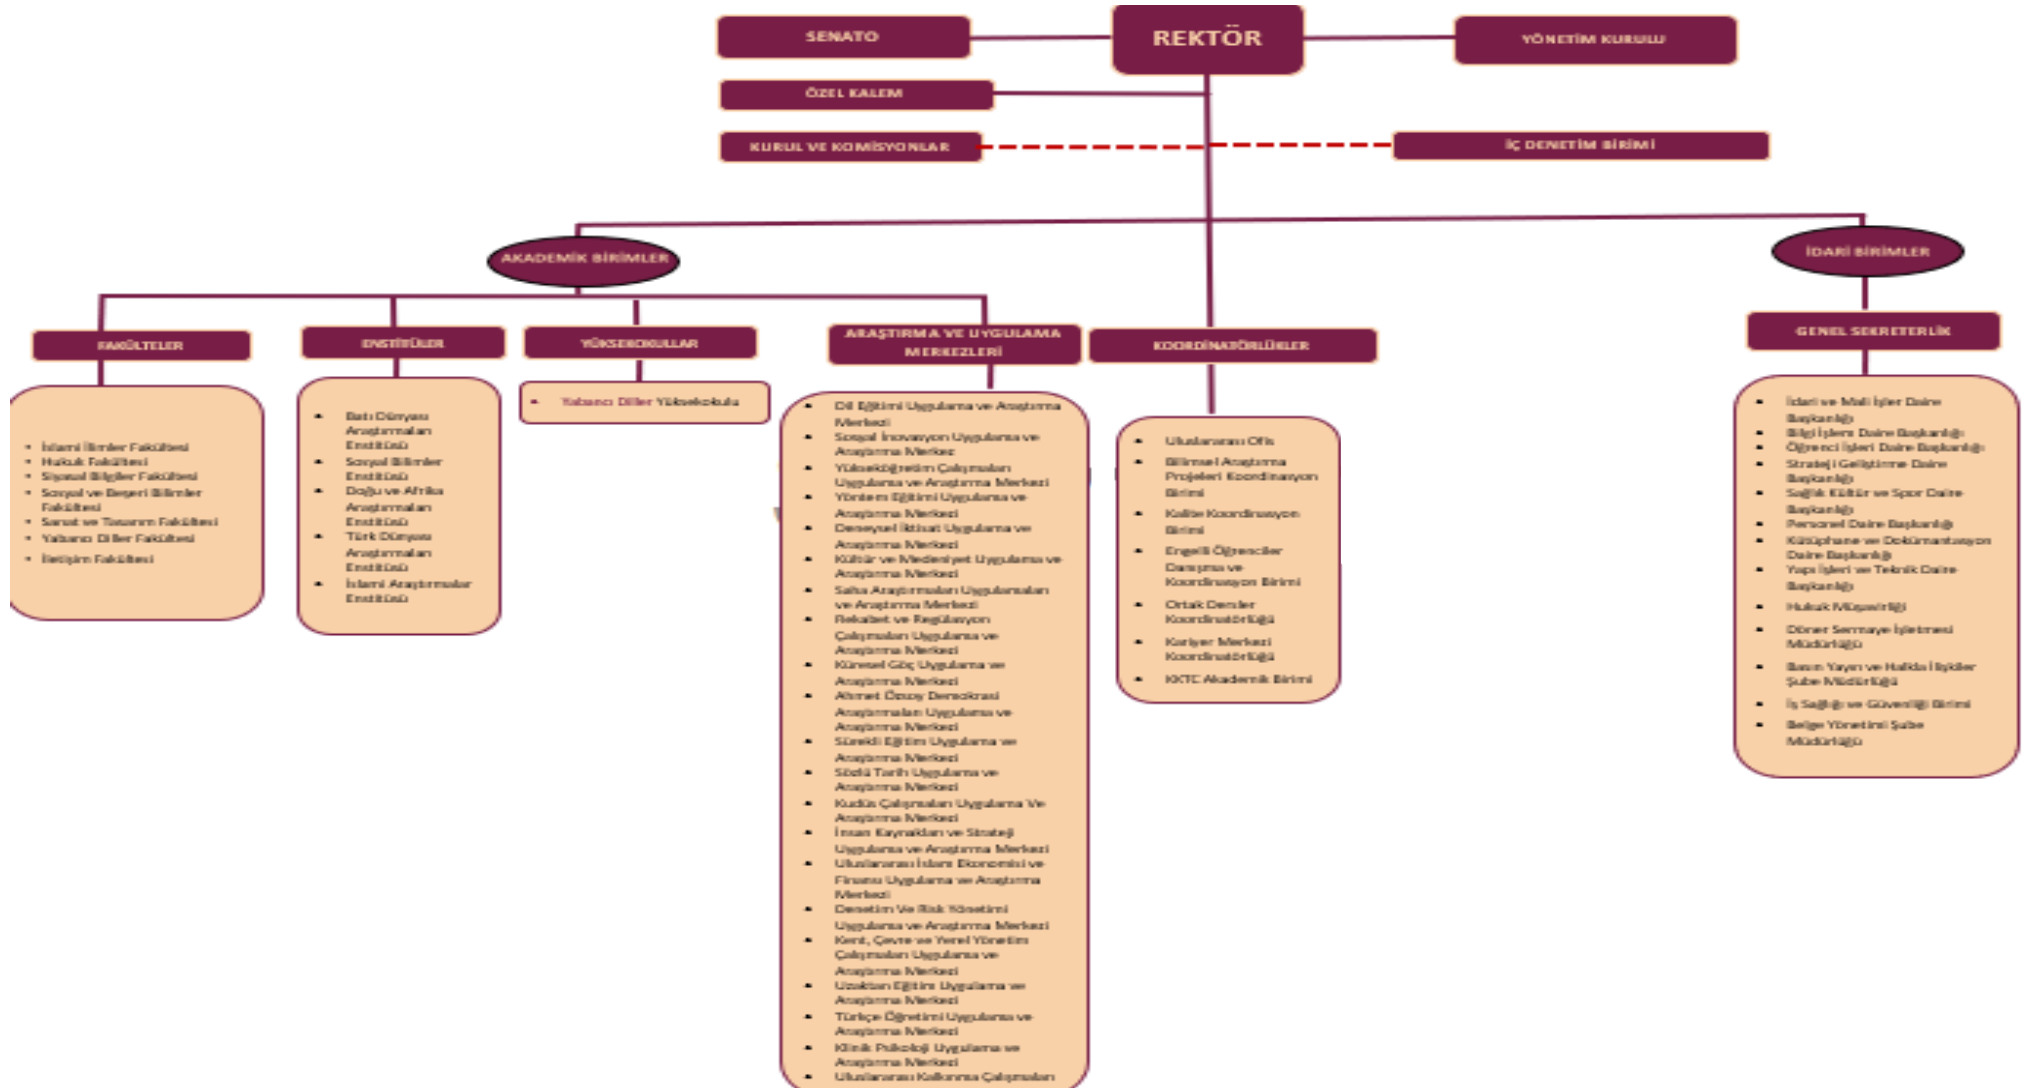 SENATO
REKTÖR
YÖNETİM KURULU
ÖZEL KALEM
KURUL VE KOMİSYONLAR
İÇ DENETİM BİRİMİ
AKADEMİK BİRİMLER
İDARİ BİRİMLER
FAKÜLTELER
ENSTİTÜLER
YÜKSEKOKULLAR
ARAŞTIRMA VE UYGULAMA
MERKEZLERİ
KOORDİNATÖRLÜKLER
GENEL SEKRETERLİK
İslami İlimler Fakültesi
Hukuk Fakültesi
Siyasal Bilgiler Fakültesi
Sosyal ve Beşeri Bilimler
Fakültesi
Sanat ve Tasarım Fakültesi
Yabancı Diller Fakültesi
İletişim Fakültesi
Batı Dünyası
Araştırmaları
Enstitüsü
Sosyal Bilimler
Enstitüsü
Doğu ve Afrika
Araştırmaları
Enstitüsü
Türk Dünyası
Araştırmaları
Enstitüsü
İslami Araştırmalar
Enstitüsü
Yabancı Diller Yüksekokulu
Dil Eğitimi Uygulama ve Araştırma
Merkezi
Sosyal İnovasyon Uygulama ve
Araştırma Merkez
Yükseköğretim Çalışmaları
Uygulama ve Araştırma Merkezi
Yöntem Eğitimi Uygulama ve
Araştırma Merkezi
Deneysel İktisat Uygulama ve
Araştırma Merkezi
Kültür ve Medeniyet Uygulama ve
Araştırma Merkezi
Saha Araştırmaları Uygulamaları
ve Araştırma Merkezi
Rekabet ve Regülasyon
Çalışmaları Uygulama ve
Araştırma Merkezi
Küresel Göç Uygulama ve
Araştırma Merkezi
Ahmet Özsoy Demokrasi
Araştırmaları Uygulama ve
Araştırma Merkezi
Sürekli Eğitim Uygulama ve
Araştırma Merkezi
Sözlü Tarih Uygulama ve
Araştırma Merkezi
Kudüs Çalışmaları Uygulama Ve
Araştırma Merkezi
İnsan Kaynakları ve Strateji
Uygulama ve Araştırma Merkezi
Uluslararası İslam Ekonomisi ve
Finansı Uygulama ve Araştırma
Merkezi
Denetim Ve Risk Yönetimi
Uygulama ve Araştırma Merkezi
Kent, Çevre ve Yerel Yönetim
Çalışmaları Uygulama ve
Araştırma Merkezi
Uzaktan Eğitim Uygulama ve
Araştırma Merkezi
Türkçe Öğretimi Uygulama ve
Araştırma Merkezi
Klinik Psikoloji Uygulama ve
Araştırma Merkezi
Uluslararası Kalkınma Çalışmaları
Uluslararası Ofis
Bilimsel Araştırma
Projeleri Koordinasyon
Birimi
Kalite Koordinasyon
Birimi
Engelli Öğrenciler
Danışma ve
Koordinasyon Birimi
Ortak Dersler
Koordinatörlüğü
Kariyer Merkezi
Koordinatörlüğü
KKTC Akademik Birimi
İdari ve Mali İşler Daire
Başkanlığı
Bilgi İşlem Daire Başkanlığı
Öğrenci İşleri Daire Başkanlığı
Strateji Geliştirme Daire
Başkanlığı
Sağlık Kültür ve Spor Daire
Başkanlığı
Personel Daire Başkanlığı
Kütüphane ve Dokümantasyon
Daire Başkanlığı
Yapı İşleri ve Teknik Daire
Başkanlığı
Hukuk Müşavirliği
Döner Sermaye İşletmesi
Müdürlüğü
Basın Yayın ve Halkla İlişkiler
Şube Müdürlüğü
İş Sağlığı ve Güvenliği Birimi
Belge Yönetimi Şube
Müdürlüğü